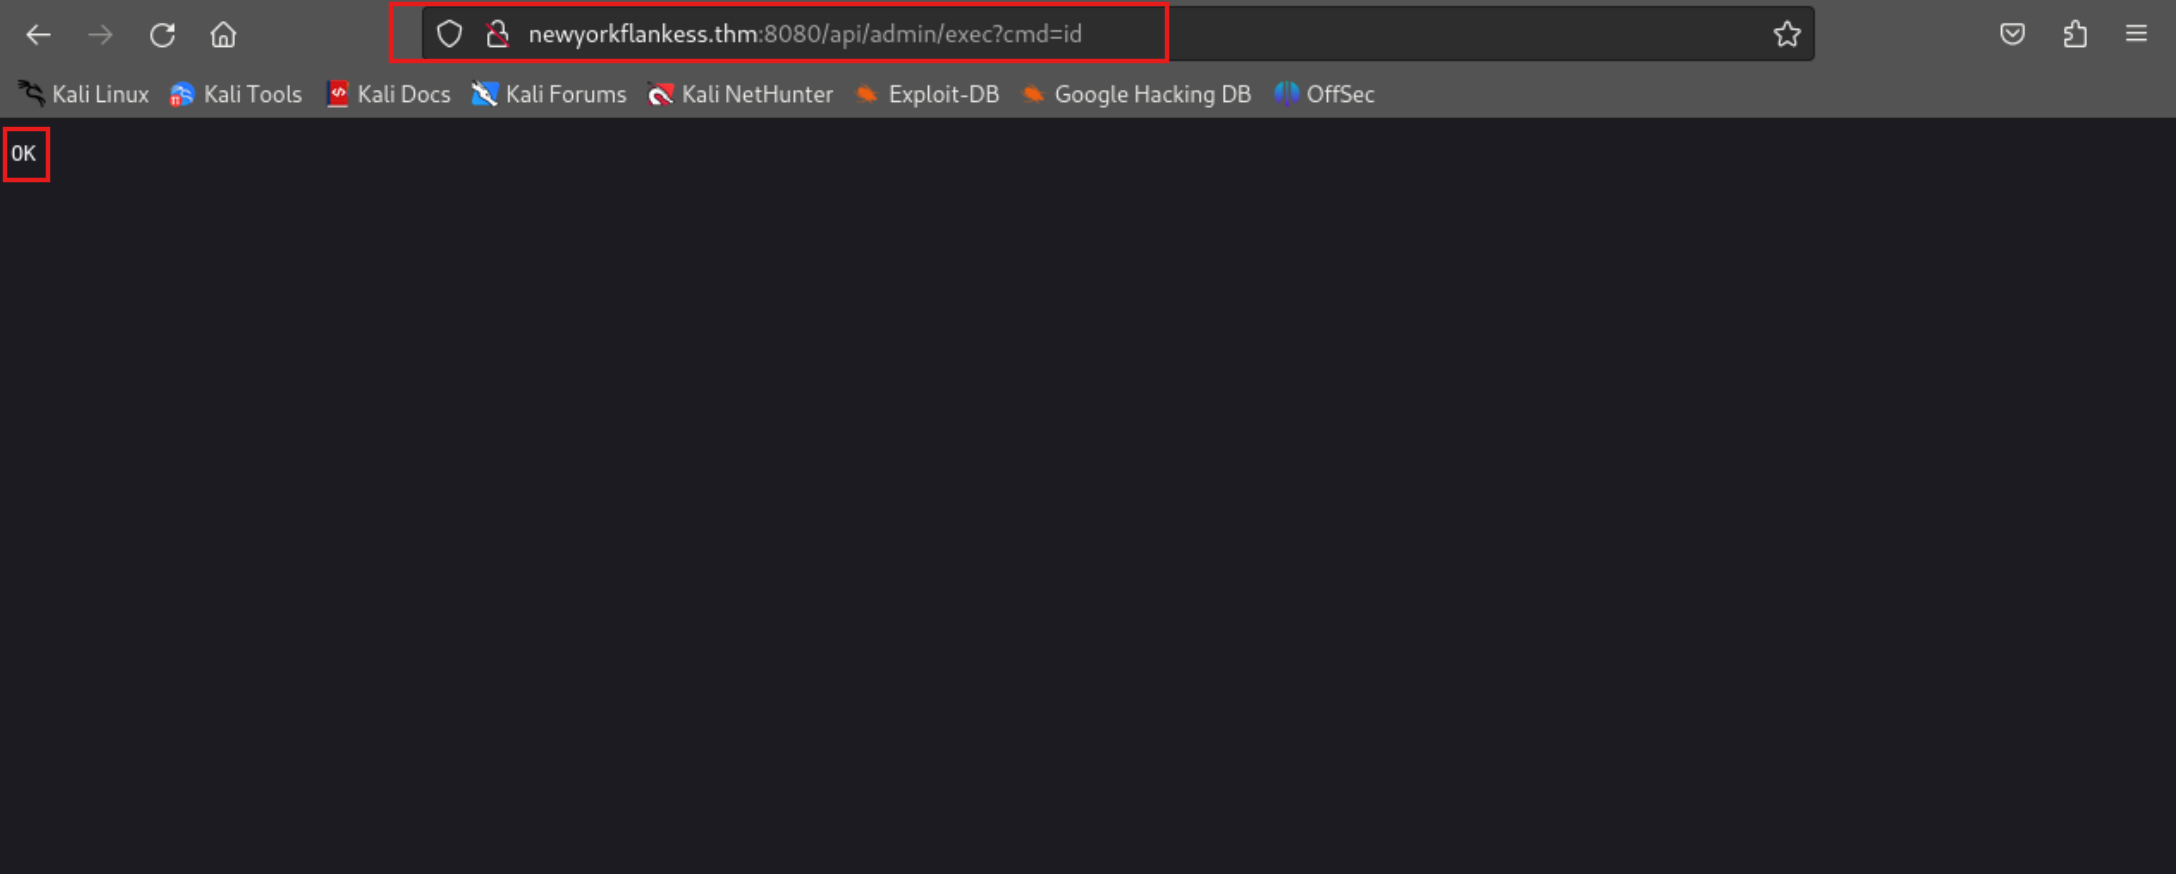 newyorkflankess.thm:8080/api/admin/exec?cmd=id
Kali Linux Kali Tools Kali Docs Kali Forums Kali NetHunter Exploit-DB Google Hacking DB OffSec
OK